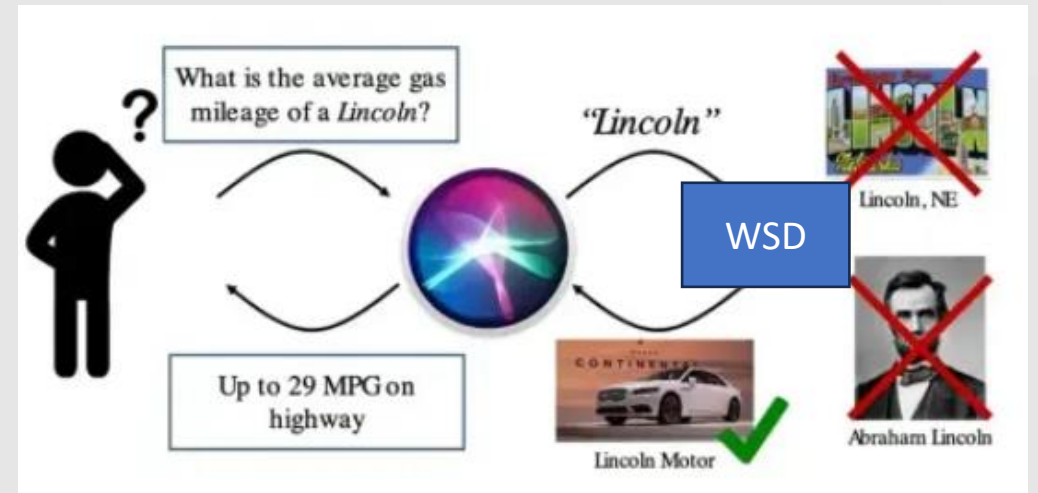 What is the average gas
mileage of a Lincoln?
?
"Lincoln"
LINCOLN
Lincoln, NE
WSD
CONTINENTAL
Up to 29 MPG on
highway
Lincoln Motor
Abraham Lincoln